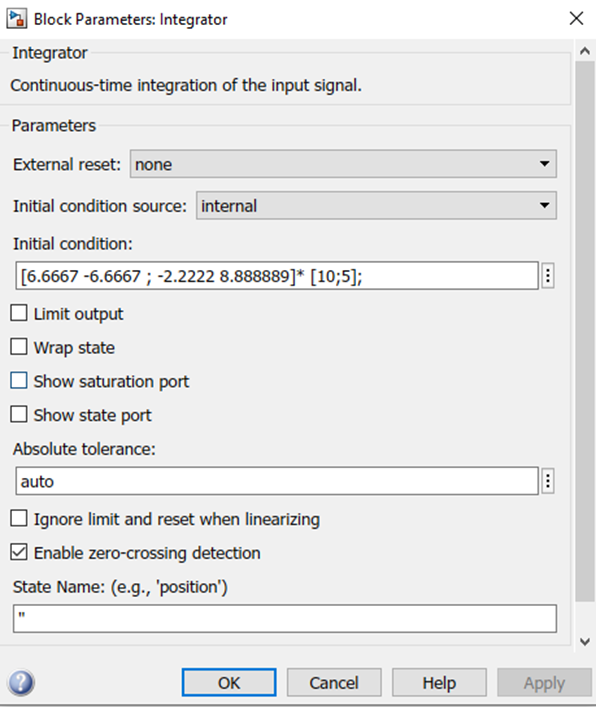 Block Parameters: Integrator
Integrator
Continuous-time integration of the input signal.
Parameters
External reset: none
Initial condition source: internal
Initial condition:
[6.6667 -6.6667 ; -2.2222 8.888889]* [10;5];
Limit output
Wrap state
Show saturation port
Show state port
Absolute tolerance:
auto
Ignore limit and reset when linearizing
Enable zero-crossing detection
State Name: (e.g., 'position')
''
? OK Cancel Help Apply